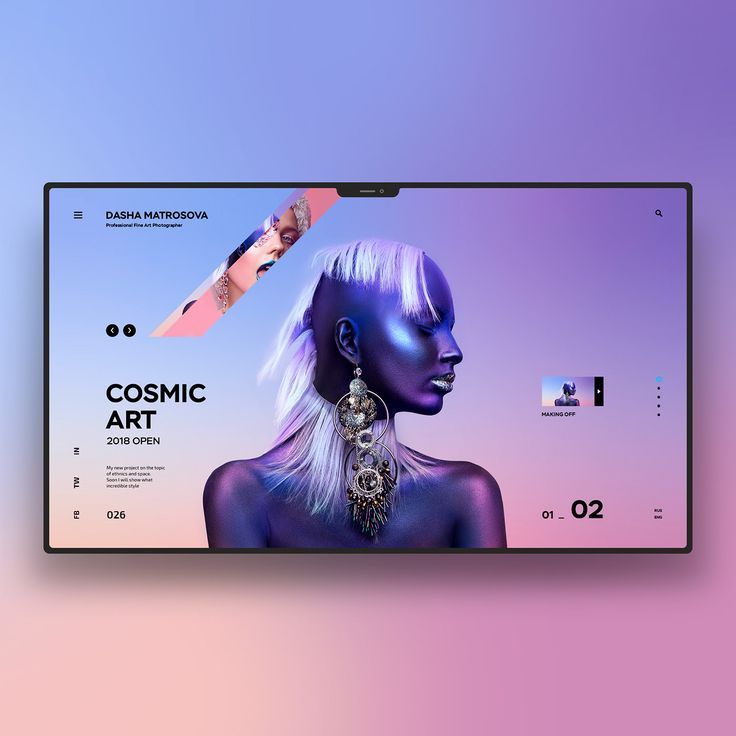 DASHA MATROSOVA
Professional Fine Art Photographer
COSMIC
ART
2018 OPEN
My new project on the topic
of ethnics and space.
Soon I will show what
incredible style
026
IN
TW
FB
MAKING OFF
01 _ 02
RUS
ENG